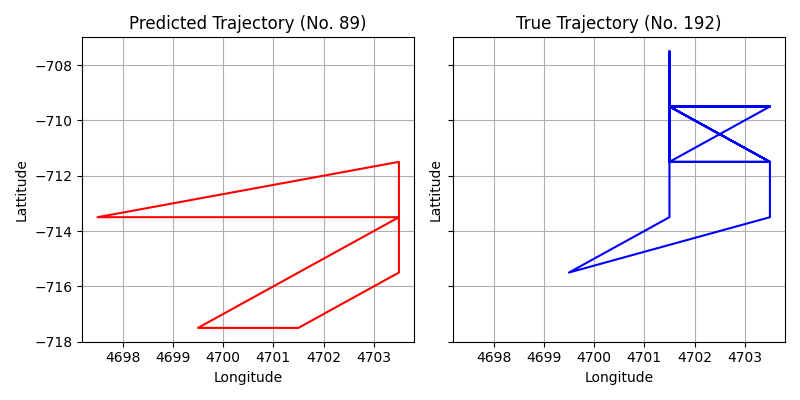 Predicted Trajectory (No. 89)
True Trajectory (No. 192)
Lattitude
−708
−710
−712
−714
−716
−718
4698 4699 4700 4701 4702 4703
Longitude
Lattitude
4698 4699 4700 4701 4702 4703
Longitude